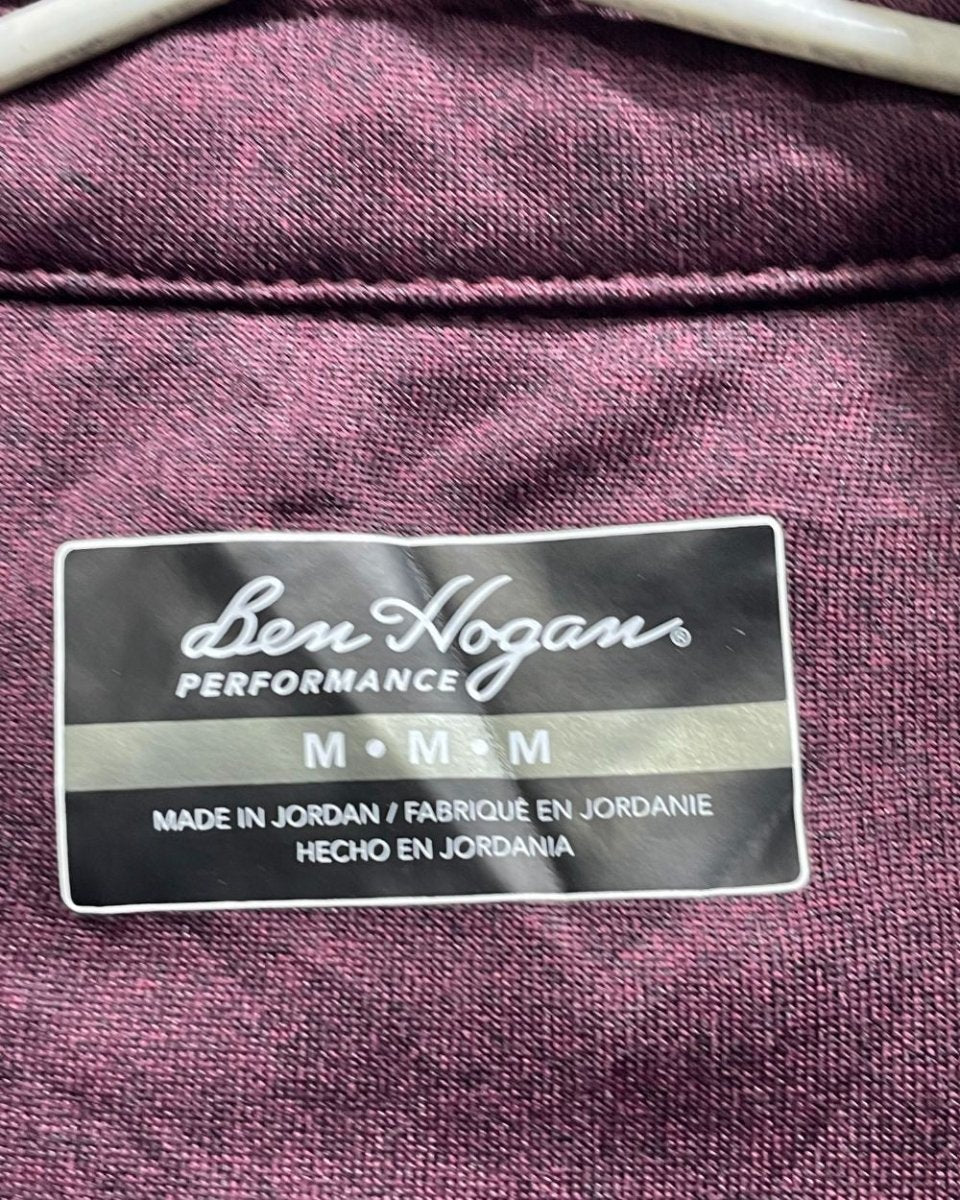 Ben Hogan®
PERFORMANCE
M • M • M
MADE IN JORDAN / FABRIQUÉ EN JORDANIE
HECHO EN JORDANIA